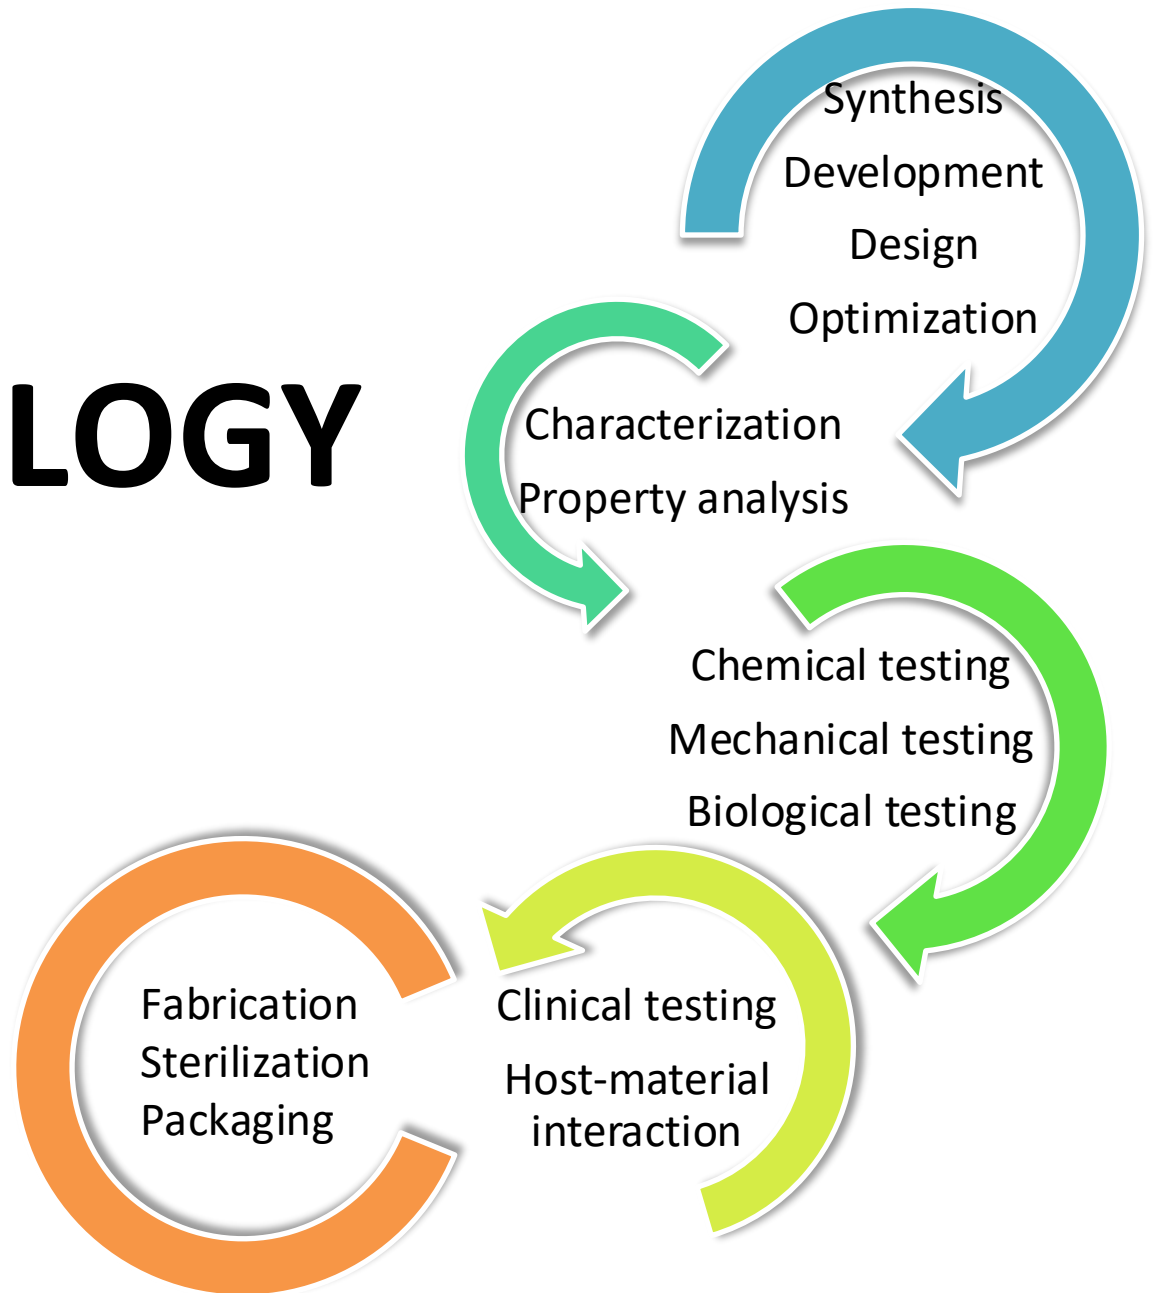 Synthesis
Development
Design
Optimization
LOGY
Characterization
Property analysis
Chemical testing
Mechanical testing
Biological testing
Clinical testing
Host-material
interaction
Fabrication
Sterilization
Packaging